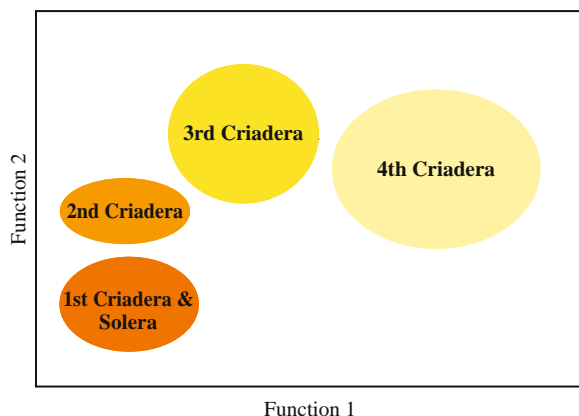 3rd Criadera
4th Criadera
2nd Criadera
1st Criadera &
Solera
Function 2
Function 1